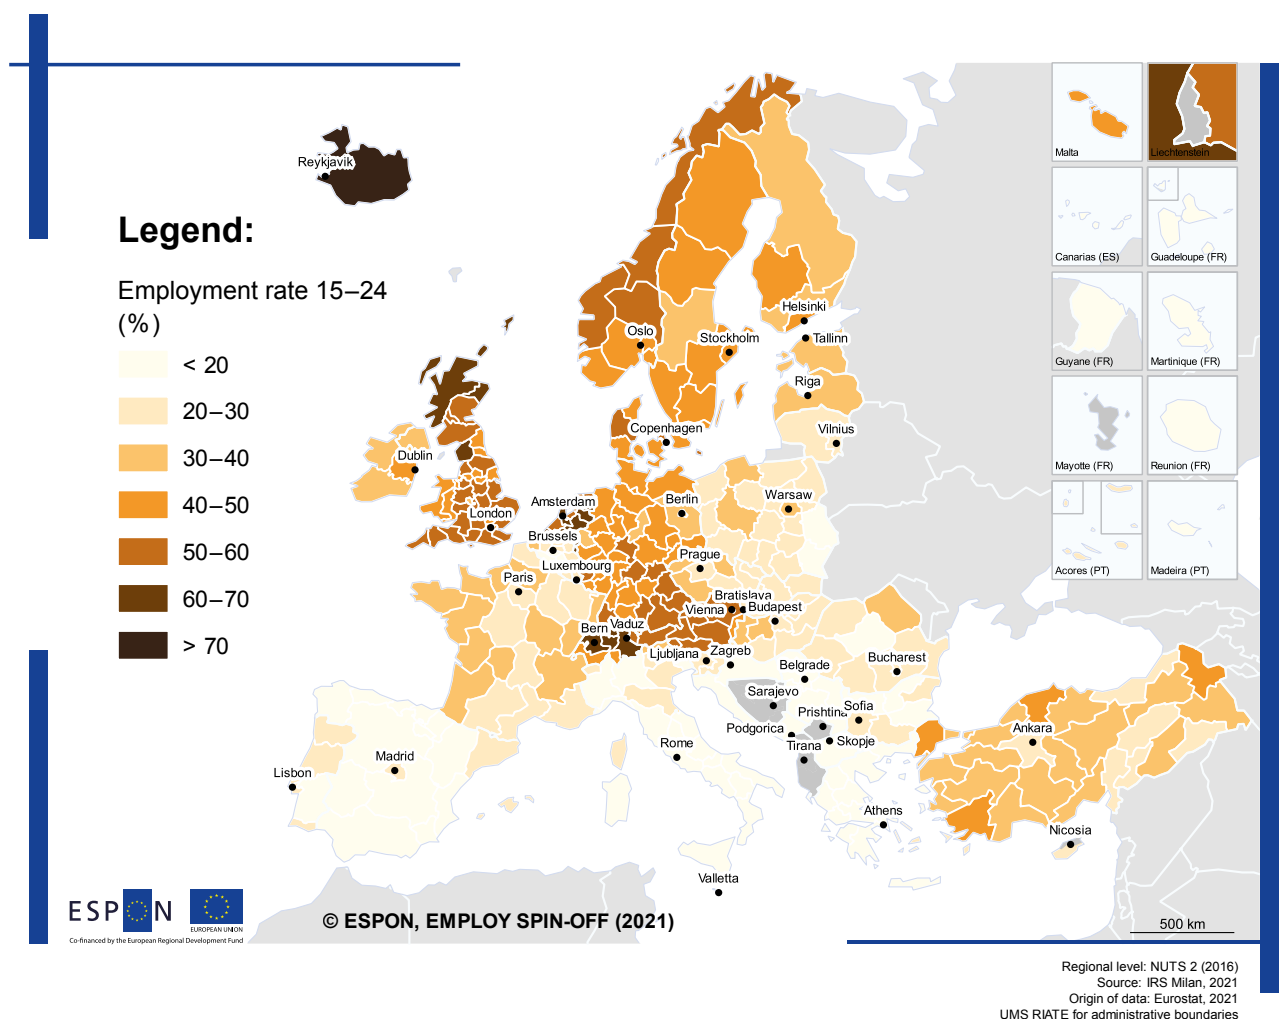 Reykjavik
Legend:
Employment rate 15–24
(%)
< 20
20–30
30–40
40–50
50–60
60–70
> 70
Malta
Liechtenstein
Canarias (ES)
Guadeloupe (FR)
Guyane (FR)
Martinique (FR)
Mayotte (FR)
Reunion (FR)
Acores (PT)
Madeira (PT)
Helsinki
Oslo
Stockholm
Tallinn
Riga
Copenhagen
Vilnius
Dublin
Amsterdam
Berlin
Warsaw
London
Brussels
Prague
Luxembourg
Paris
Bratislava
Vienna
Budapest
Bern
Vaduz
Ljubljana
Zagreb
Bucharest
Belgrade
Sarajevo
Prishtina
Sofia
Podgorica
Skopje
Tirana
Ankara
Rome
Madrid
Lisbon
Athens
Nicosia
Valletta
ESPON
EUROPEAN UNION
Co-financed by the European Regional Development Fund
© ESPON, EMPLOY SPIN-OFF (2021)
500 km
Regional level: NUTS 2 (2016)
Source: IRS Milan, 2021
Origin of data: Eurostat, 2021
UMS RIATE for administrative boundaries